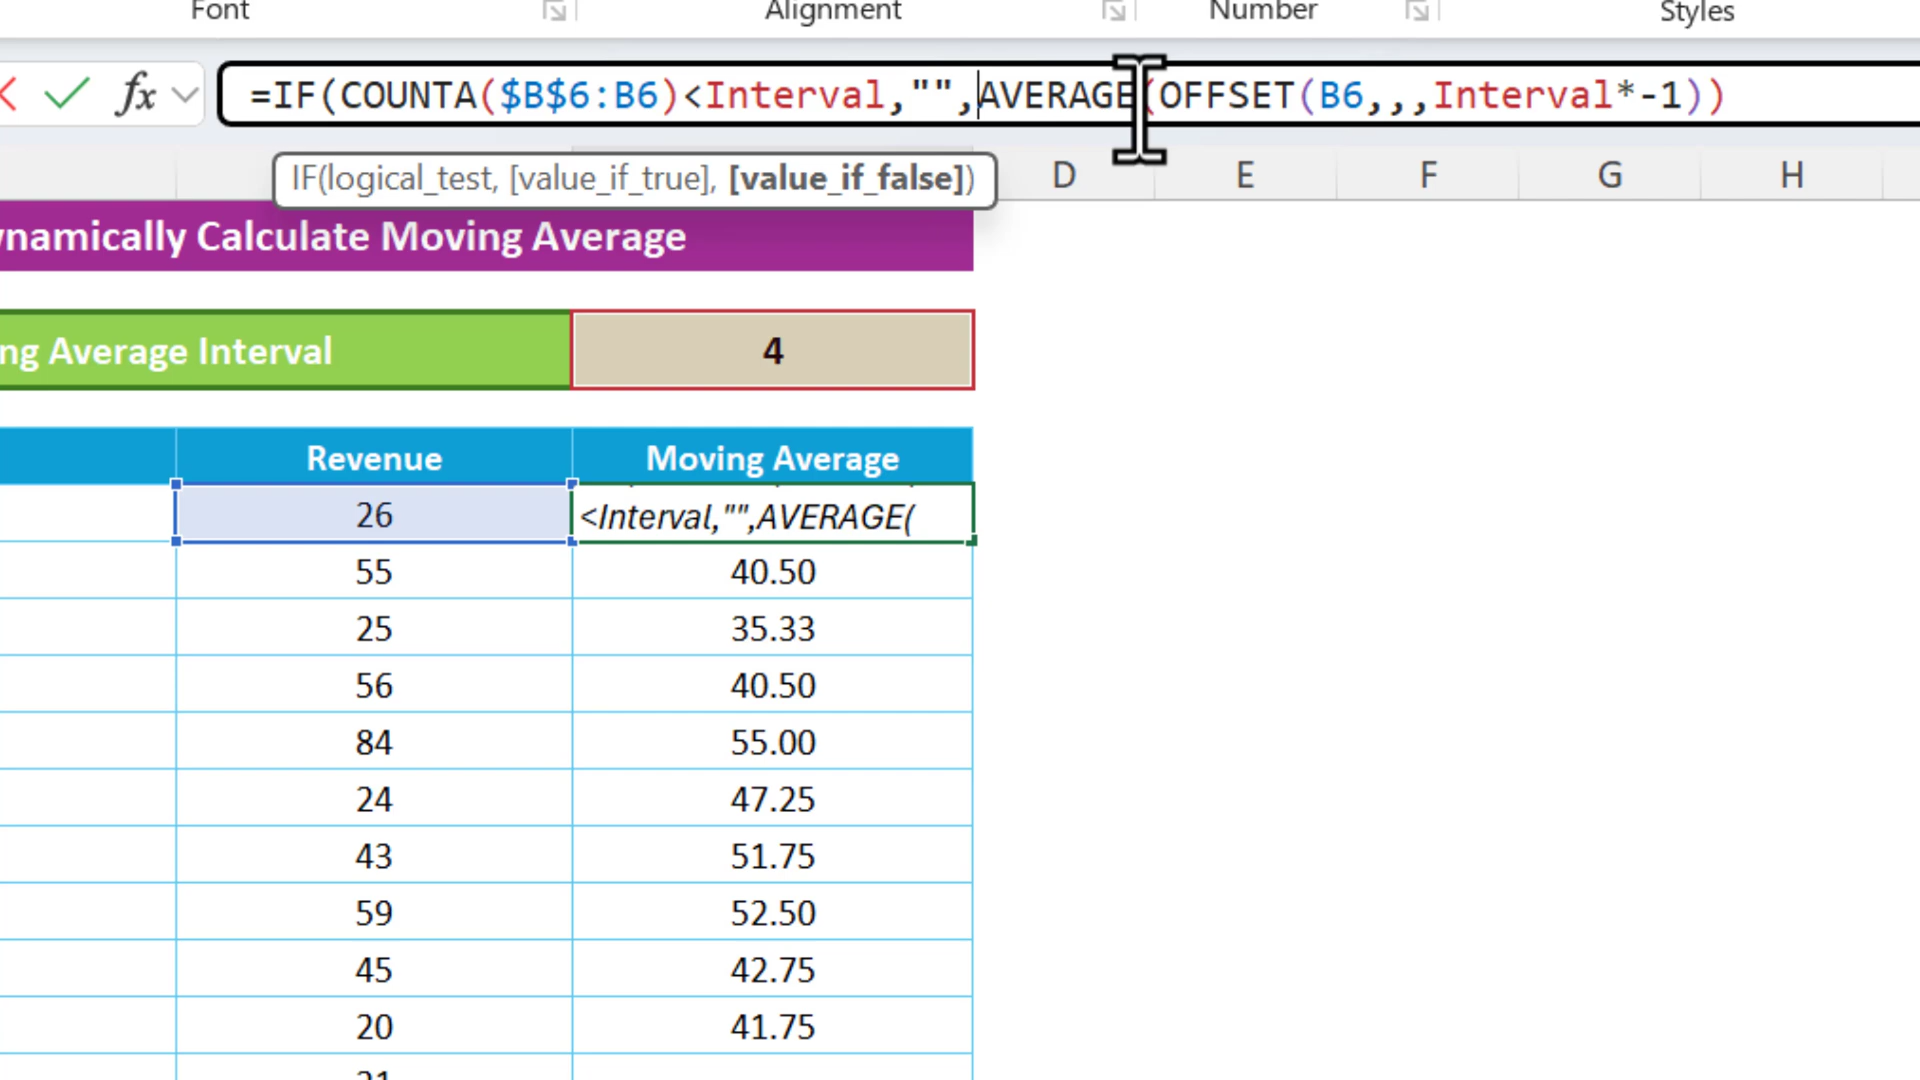 Font Alignment Number Styles
fx =IF(COUNTA($B$6:B6)<Interval,"",AVERAGE(OFFSET(B6,,,Interval*-1))
IF(logical_test, [value_if_true], [value_if_false])
D E F G H
ynamically Calculate Moving Average
ng Average Interval 4
Revenue Moving Average
26 <Interval,"",AVERAGE(
55 40.50
25 35.33
56 40.50
84 55.00
24 47.25
43 51.75
59 52.50
45 42.75
20 41.75